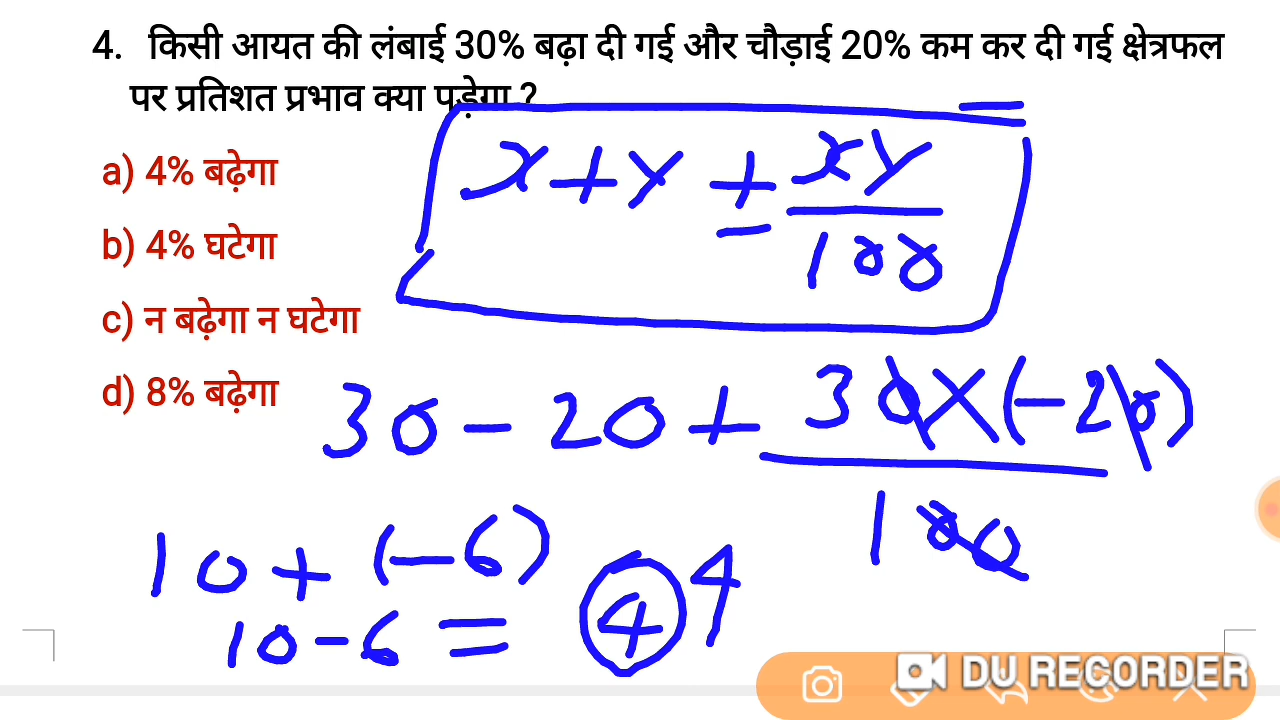 4. किसी आयत की लंबाई 30% बढ़ा दी गई और चौड़ाई 20% कम कर दी गई क्षेत्रफल
पर प्रतिशत प्रभाव क्या पड़ेगा ?
a) 4% बढ़ेगा
b) 4% घटेगा
c) न बढ़ेगा न घटेगा
d) 8% बढ़ेगा
x + y + xy/100
30 - 20 + 30 x (-20)/100
10 + (-6)
10 - 6 = 4
DU RECORDER